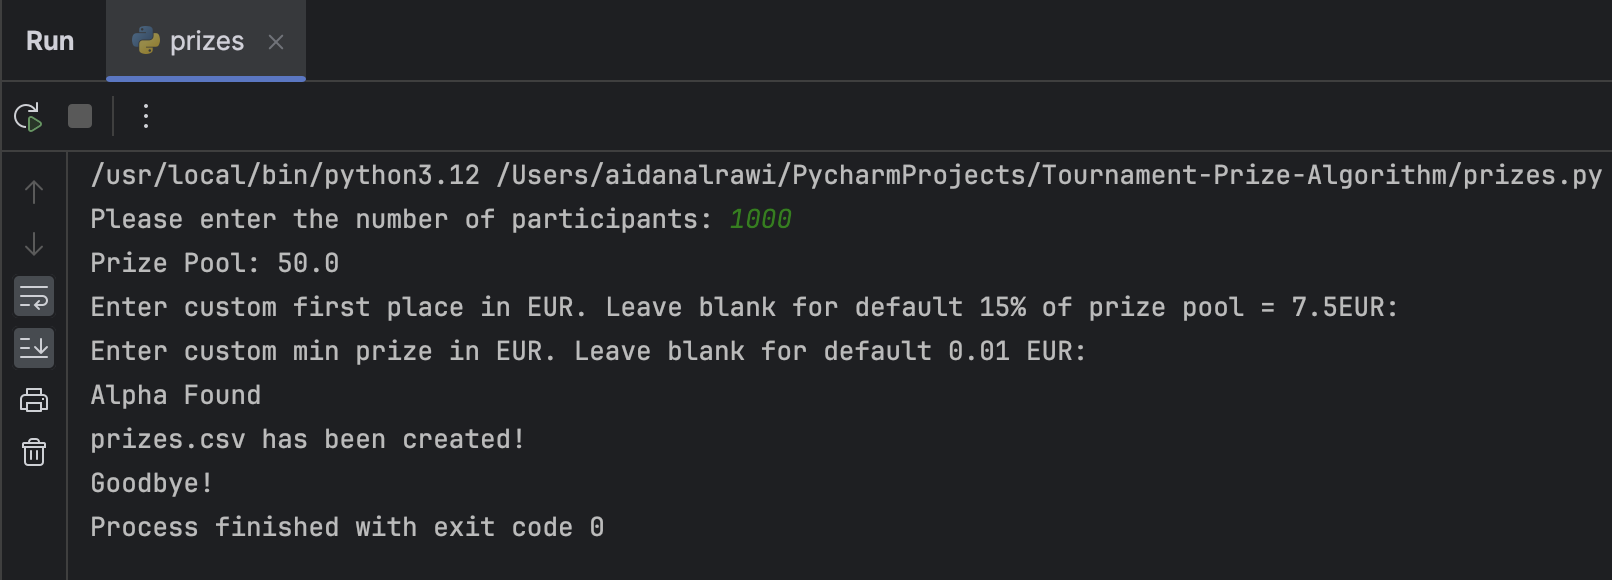 Run prizes
/usr/local/bin/python3.12 /Users/aidanalrawi/PycharmProjects/Tournament-Prize-Algorithm/prizes.py
Please enter the number of participants: 1000
Prize Pool: 50.0
Enter custom first place in EUR. Leave blank for default 15% of prize pool = 7.5EUR:
Enter custom min prize in EUR. Leave blank for default 0.01 EUR:
Alpha Found
prizes.csv has been created!
Goodbye!
Process finished with exit code 0